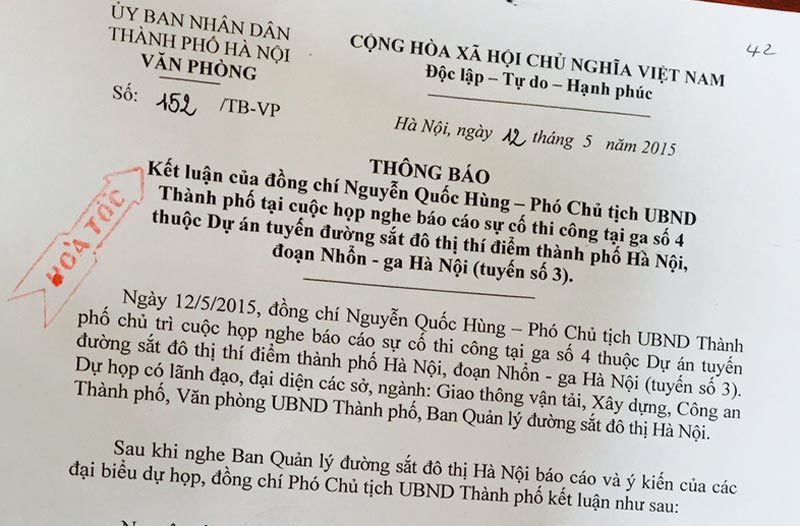 ỦY BAN NHÂN DÂN
THÀNH PHỐ HÀ NỘI
VĂN PHÒNG
Số: 152 /TB-VP
CỘNG HÒA XÃ HỘI CHỦ NGHĨA VIỆT NAM
Độc lập – Tự do – Hạnh phúc
42
Hà Nội, ngày 12 tháng 5 năm 2015
HOẢ TỐC
THÔNG BÁO
Kết luận của đồng chí Nguyễn Quốc Hùng – Phó Chủ tịch UBND
Thành phố tại cuộc họp nghe báo cáo sự cố thi công tại ga số 4
thuộc Dự án tuyến đường sắt đô thị thí điểm thành phố Hà Nội,
đoạn Nhổn - ga Hà Nội (tuyến số 3).
Ngày 12/5/2015, đồng chí Nguyễn Quốc Hùng – Phó Chủ tịch UBND Thành
phố chủ trì cuộc họp nghe báo cáo sự cố thi công tại ga số 4 thuộc Dự án tuyến
đường sắt đô thị thí điểm thành phố Hà Nội, đoạn Nhổn - ga Hà Nội (tuyến số 3).
Dự họp có lãnh đạo, đại diện các sở, ngành: Giao thông vận tải, Xây dựng, Công an
Thành phố, Văn phòng UBND Thành phố, Ban Quản lý đường sắt đô thị Hà Nội.
Sau khi nghe Ban Quản lý đường sắt đô thị Hà Nội báo cáo và ý kiến của các
đại biểu dự họp, đồng chí Phó Chủ tịch UBND Thành phố kết luận như sau: